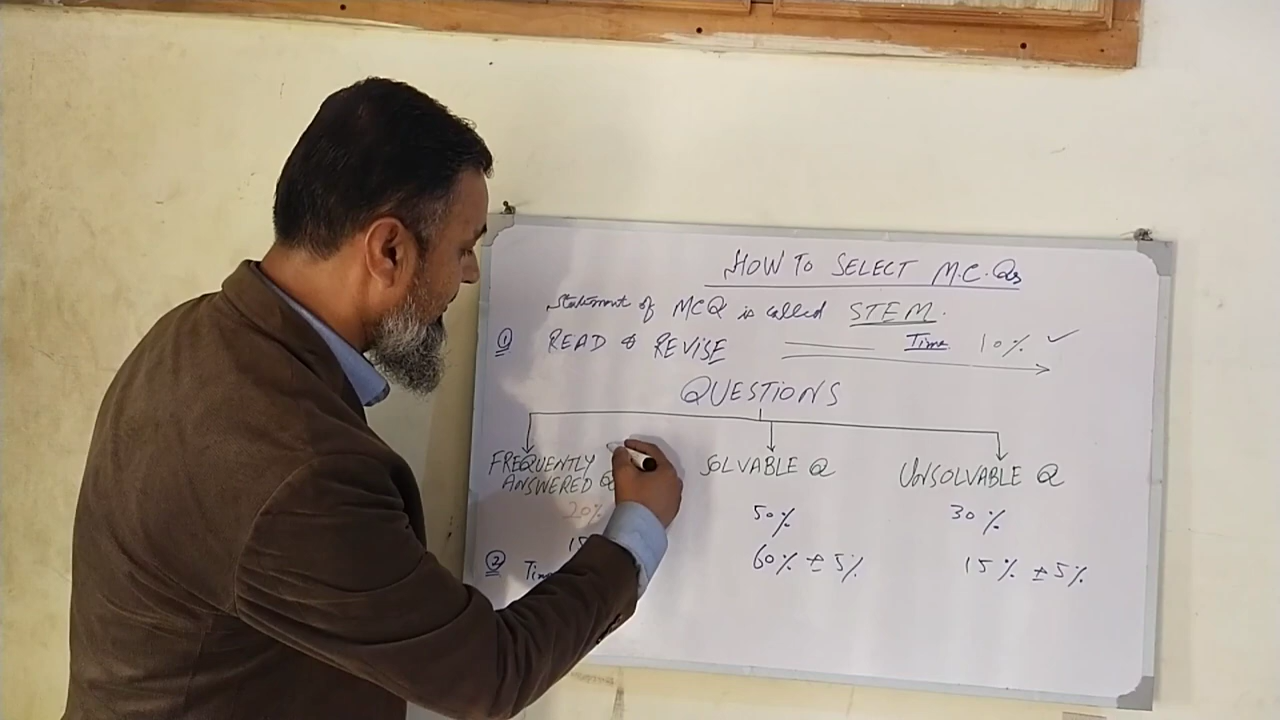 HOW TO SELECT M.C.Qs
Statement of MCQ is called STEM.
① READ & REVISE Time 10% ✓
QUESTIONS
FREQUENTLY ANSWERED Q SOLVABLE Q UNSOLVABLE Q
20% 50% 30%
② 15 60% ± 5% 15% ± 5%